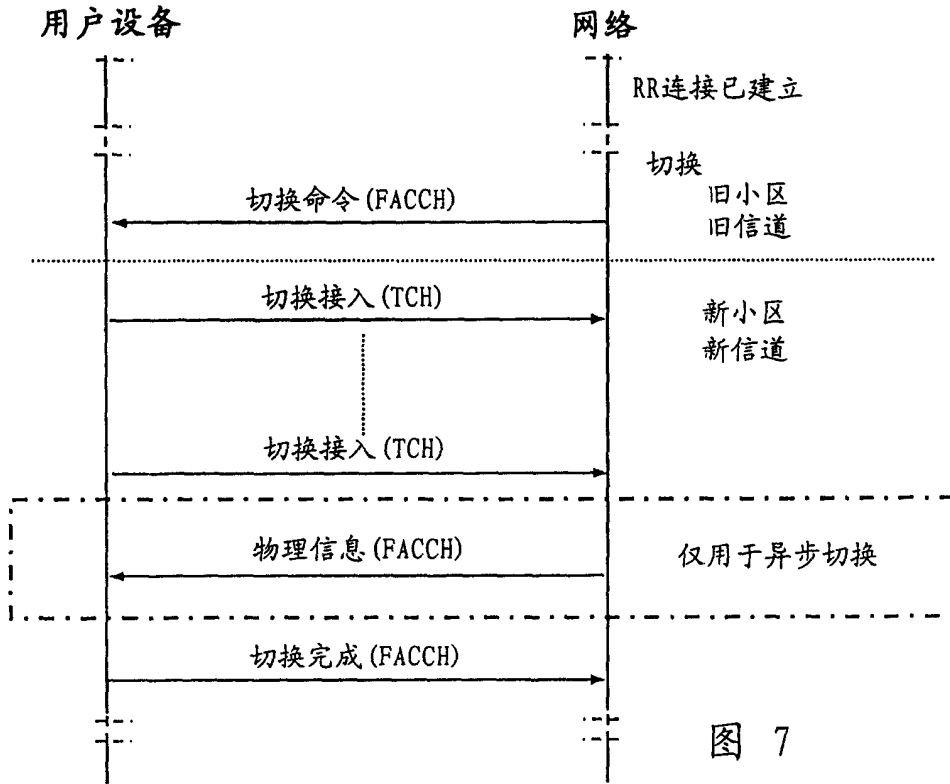 用户设备
网络
RR连接已建立
切换
旧小区
旧信道
切换命令(FACCH)
切换接入(TCH)
新小区
新信道
切换接入(TCH)
物理信息(FACCH)
仅用于异步切换
切换完成(FACCH)
图 7